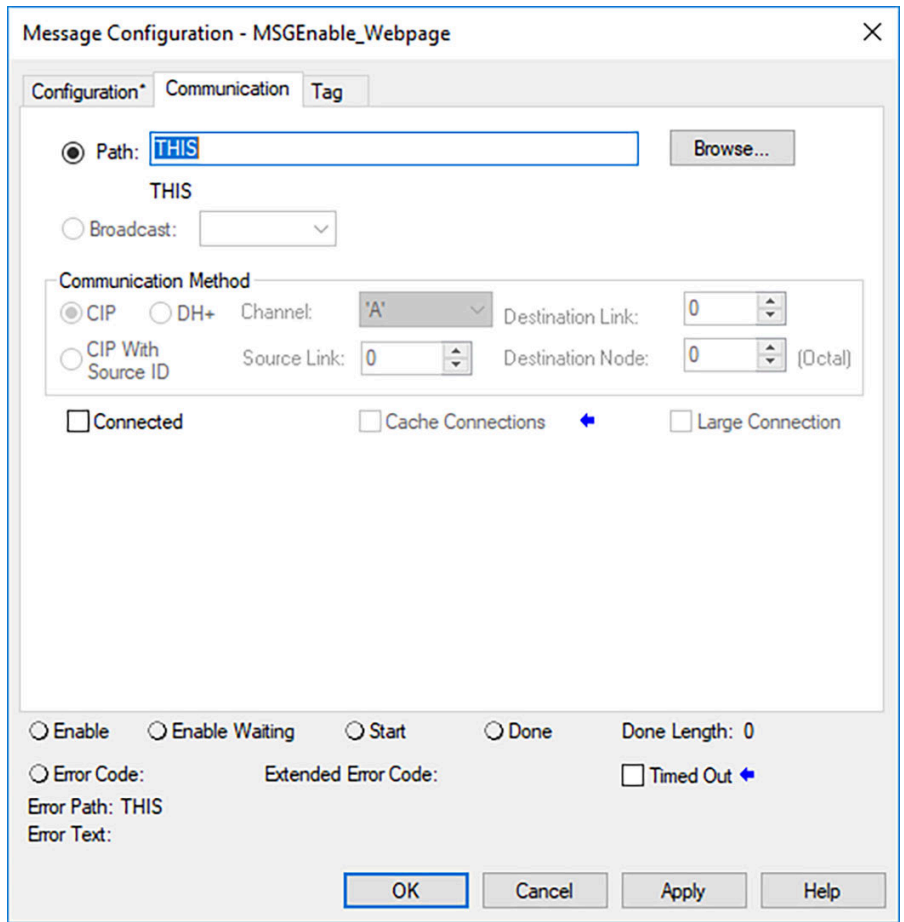 Message Configuration - MSGEnable_Webpage
Configuration* Communication Tag
Path: THIS Browse...
THIS
Broadcast:
Communication Method
CIP DH+ Channel: 'A' Destination Link: 0
CIP With Source ID Source Link: 0 Destination Node: 0 (Octal)
Connected Cache Connections Large Connection
Enable Enable Waiting Start Done Done Length: 0
Error Code: Extended Error Code: Timed Out
Error Path: THIS
Error Text:
OK Cancel Apply Help